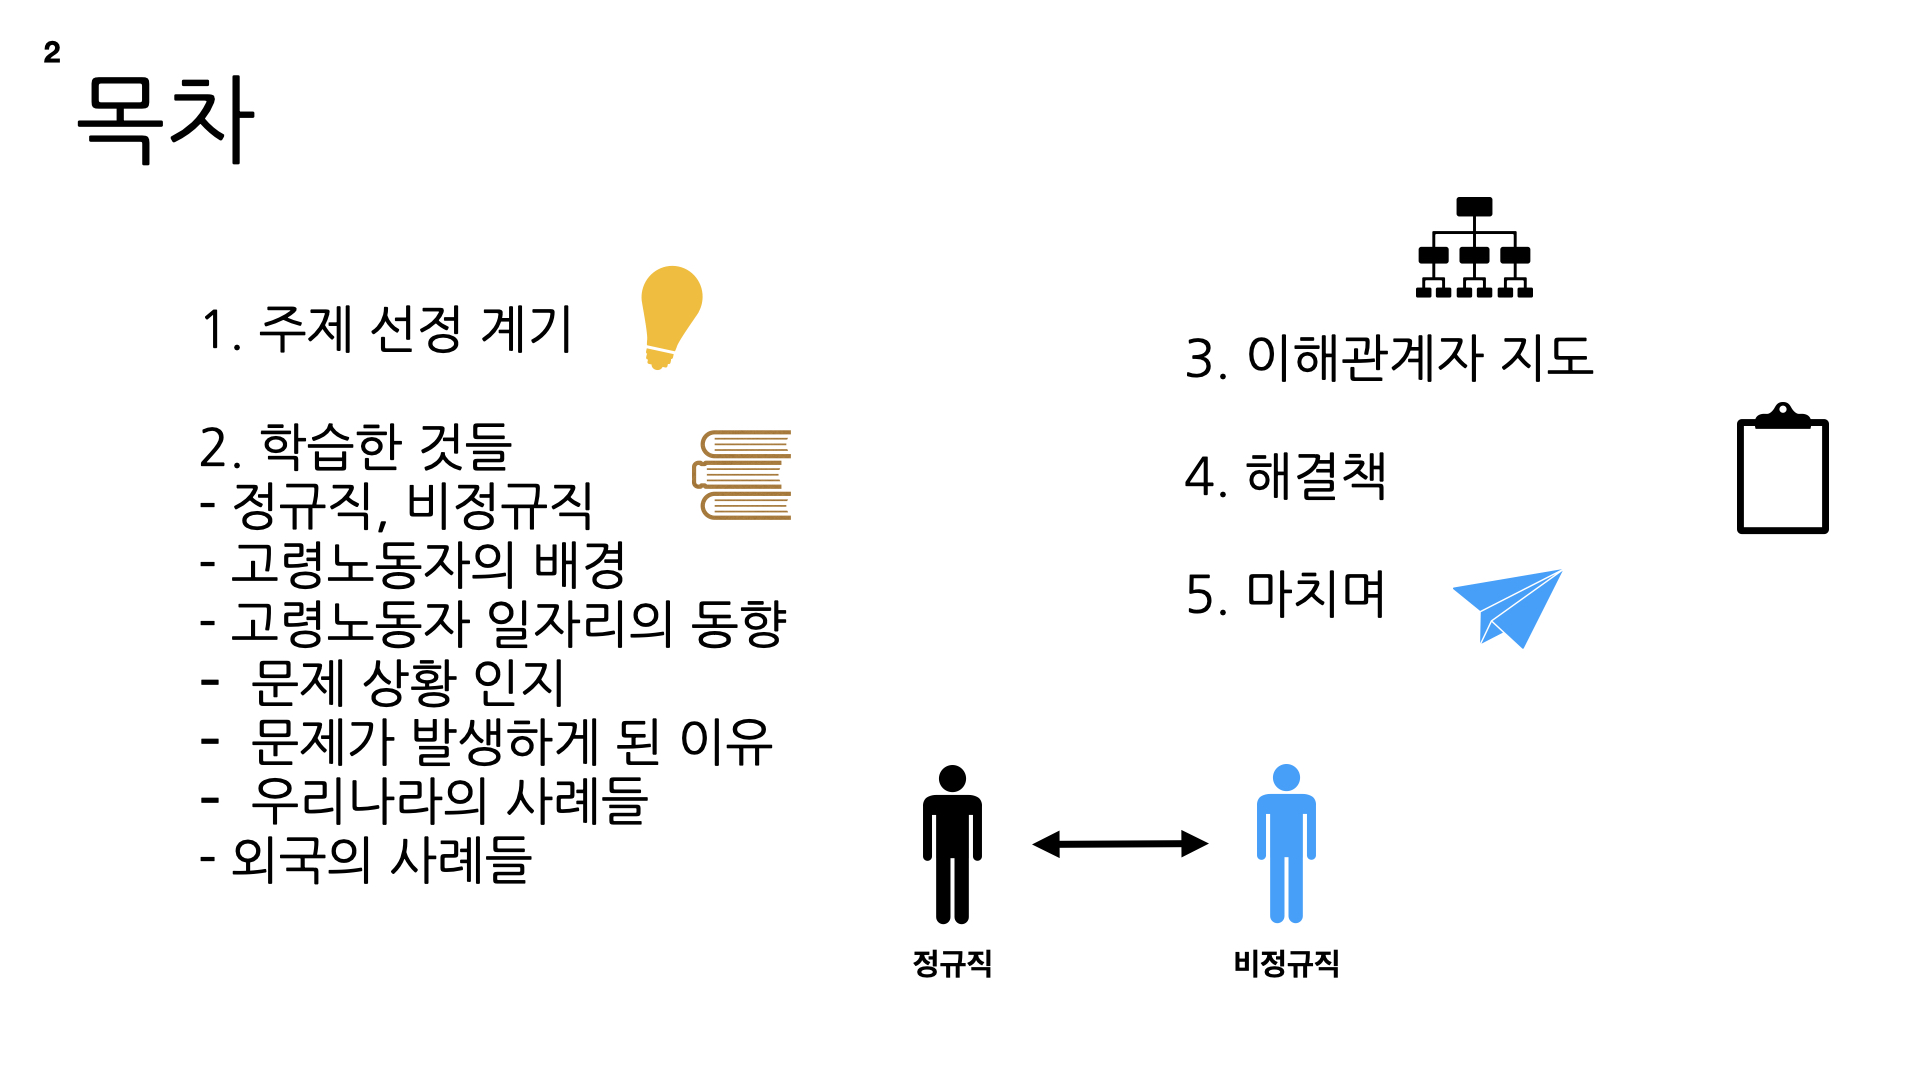 2
목차
1. 주제 선정 계기
2. 학습한 것들
- 정규직, 비정규직
- 고령노동자의 배경
- 고령노동자 일자리의 동향
- 문제 상황 인지
- 문제가 발생하게 된 이유
- 우리나라의 사례들
- 외국의 사례들
3. 이해관계자 지도
4. 해결책
5. 마치며
정규직
비정규직